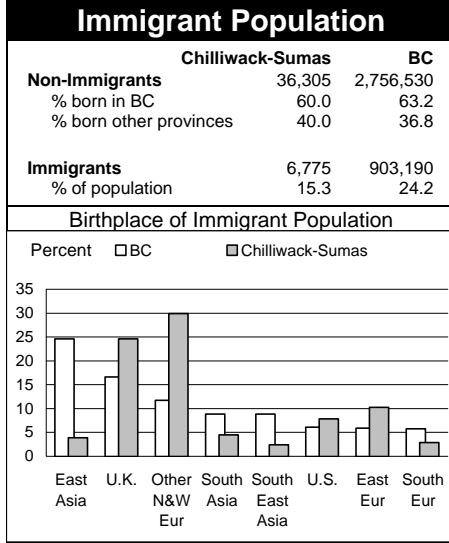 Immigrant Population
Chilliwack-Sumas BC
Non-Immigrants 36,305 2,756,530
% born in BC 60.0 63.2
% born other provinces 40.0 36.8
Immigrants 6,775 903,190
% of population 15.3 24.2
Birthplace of Immigrant Population
Percent BC Chilliwack-Sumas
35
30
25
20
15
10
5
0
East U.K. Other South South U.S. East South
Asia N&W Asia East Eur Eur
Eur Asia